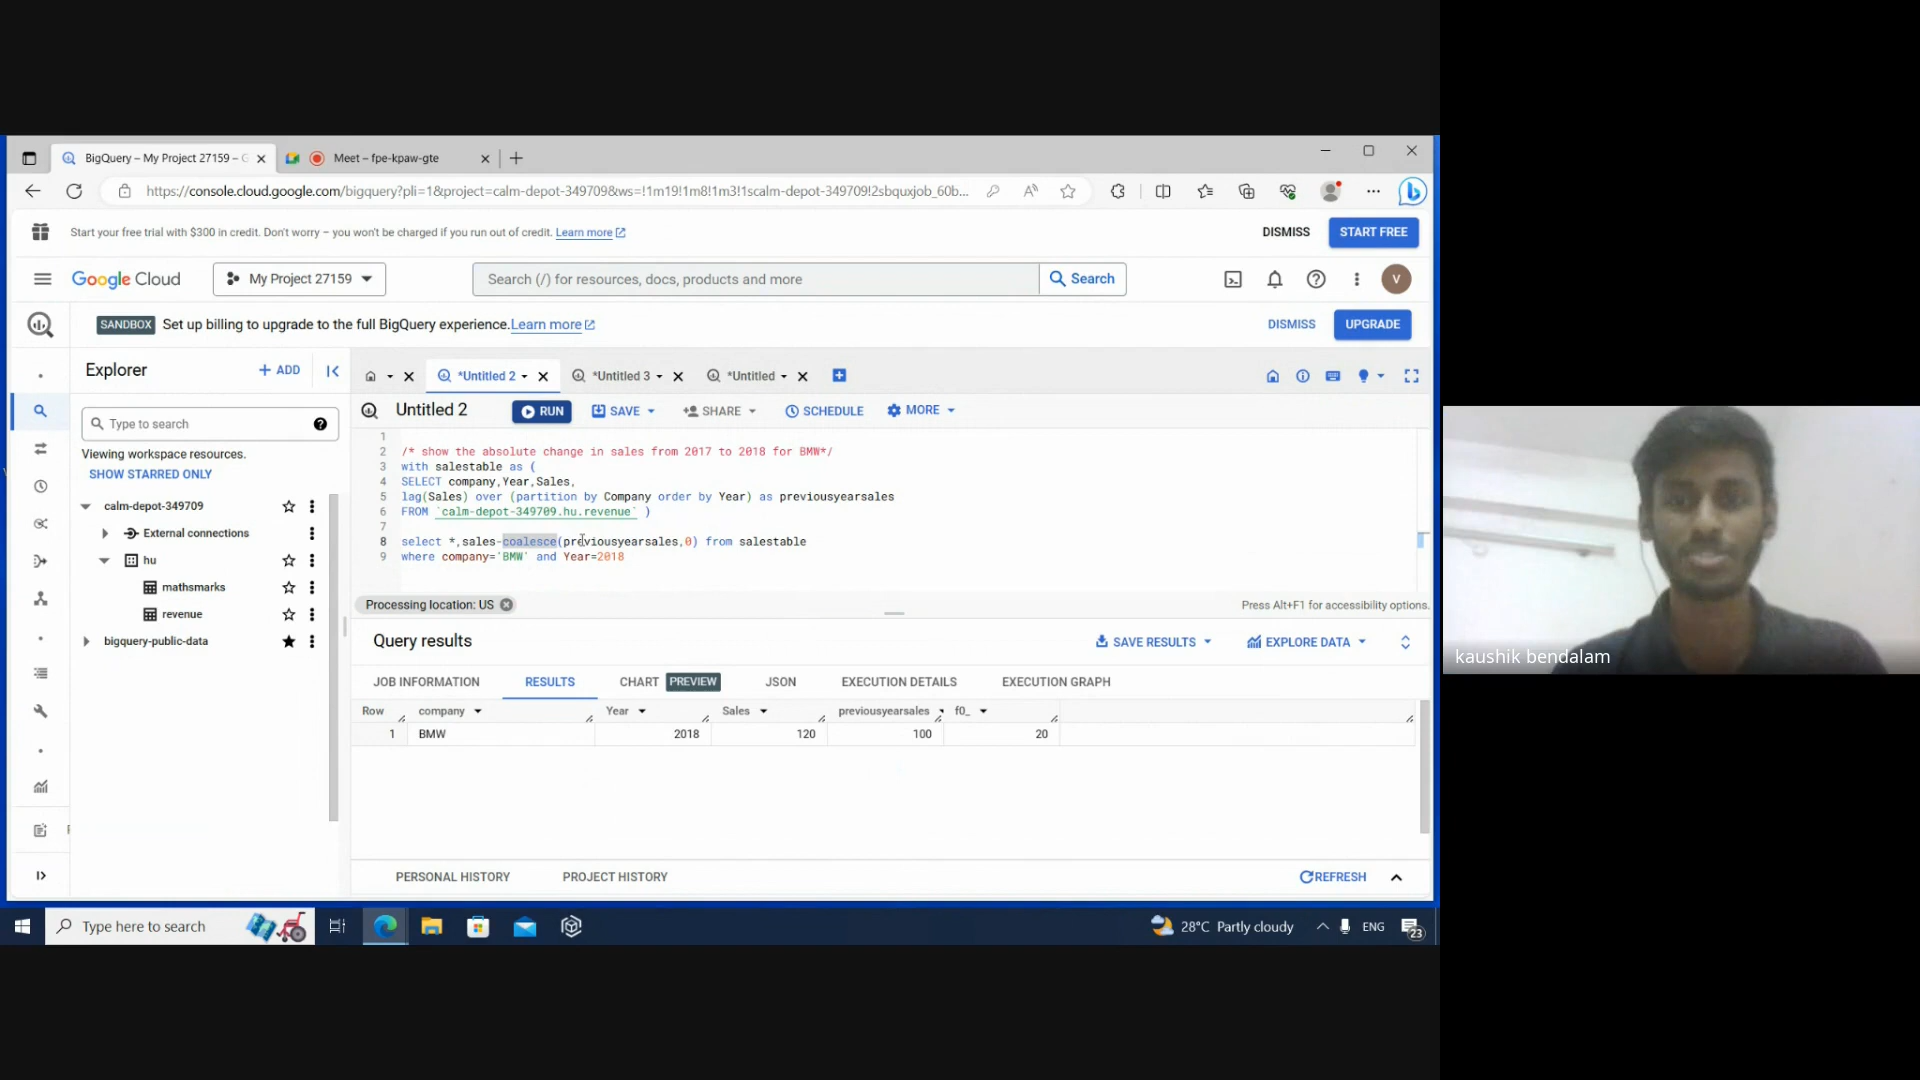 BigQuery – My Project 27159 – G
Meet – fpe-kpaw-gte
https://console.cloud.google.com/bigquery?pli=1&project=calm-depot-349709&ws=!1m19!1m8!1m3!1scalm-depot-349709!2sbquxjob_60b...
Start your free trial with $300 in credit. Don't worry – you won't be charged if you run out of credit. Learn more
DISMISS
START FREE
Google Cloud
My Project 27159
Search (/) for resources, docs, products and more
Search
V
SANDBOX Set up billing to upgrade to the full BigQuery experience. Learn more
DISMISS
UPGRADE
Explorer
+ ADD
Type to search
Viewing workspace resources.
SHOW STARRED ONLY
calm-depot-349709
External connections
hu
mathsmarks
revenue
bigquery-public-data
*Untitled 2
*Untitled 3
*Untitled
Untitled 2
RUN
SAVE
SHARE
SCHEDULE
MORE
1
2 /* show the absolute change in sales from 2017 to 2018 for BMW*/
3 with salestable as (
4 SELECT company,Year,Sales,
5 lag(Sales) over (partition by Company order by Year) as previousyearsales
6 FROM `calm-depot-349709.hu.revenue` )
7
8 select *,sales-coalesce(previousyearsales,0) from salestable
9 where company='BMW' and Year=2018
Processing location: US
Press Alt+F1 for accessibility options.
Query results
SAVE RESULTS
EXPLORE DATA
JOB INFORMATION
RESULTS
CHART PREVIEW
JSON
EXECUTION DETAILS
EXECUTION GRAPH
Row company Year Sales previousyearsales f0_
1 BMW 2018 120 100 20
PERSONAL HISTORY
PROJECT HISTORY
REFRESH
Type here to search
28°C Partly cloudy
ENG
23
kaushik bendalam